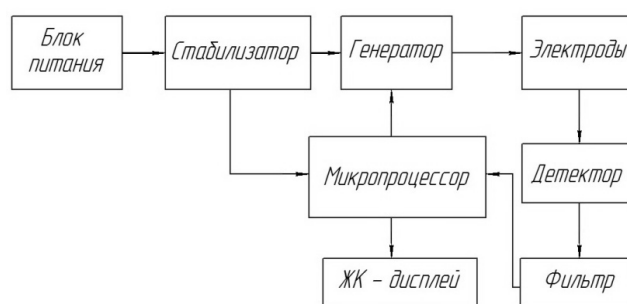 Блок
питания
Стабилизатор
Генератор
Электроды
Микропроцессор
Детектор
ЖК - дисплей
Фильтр